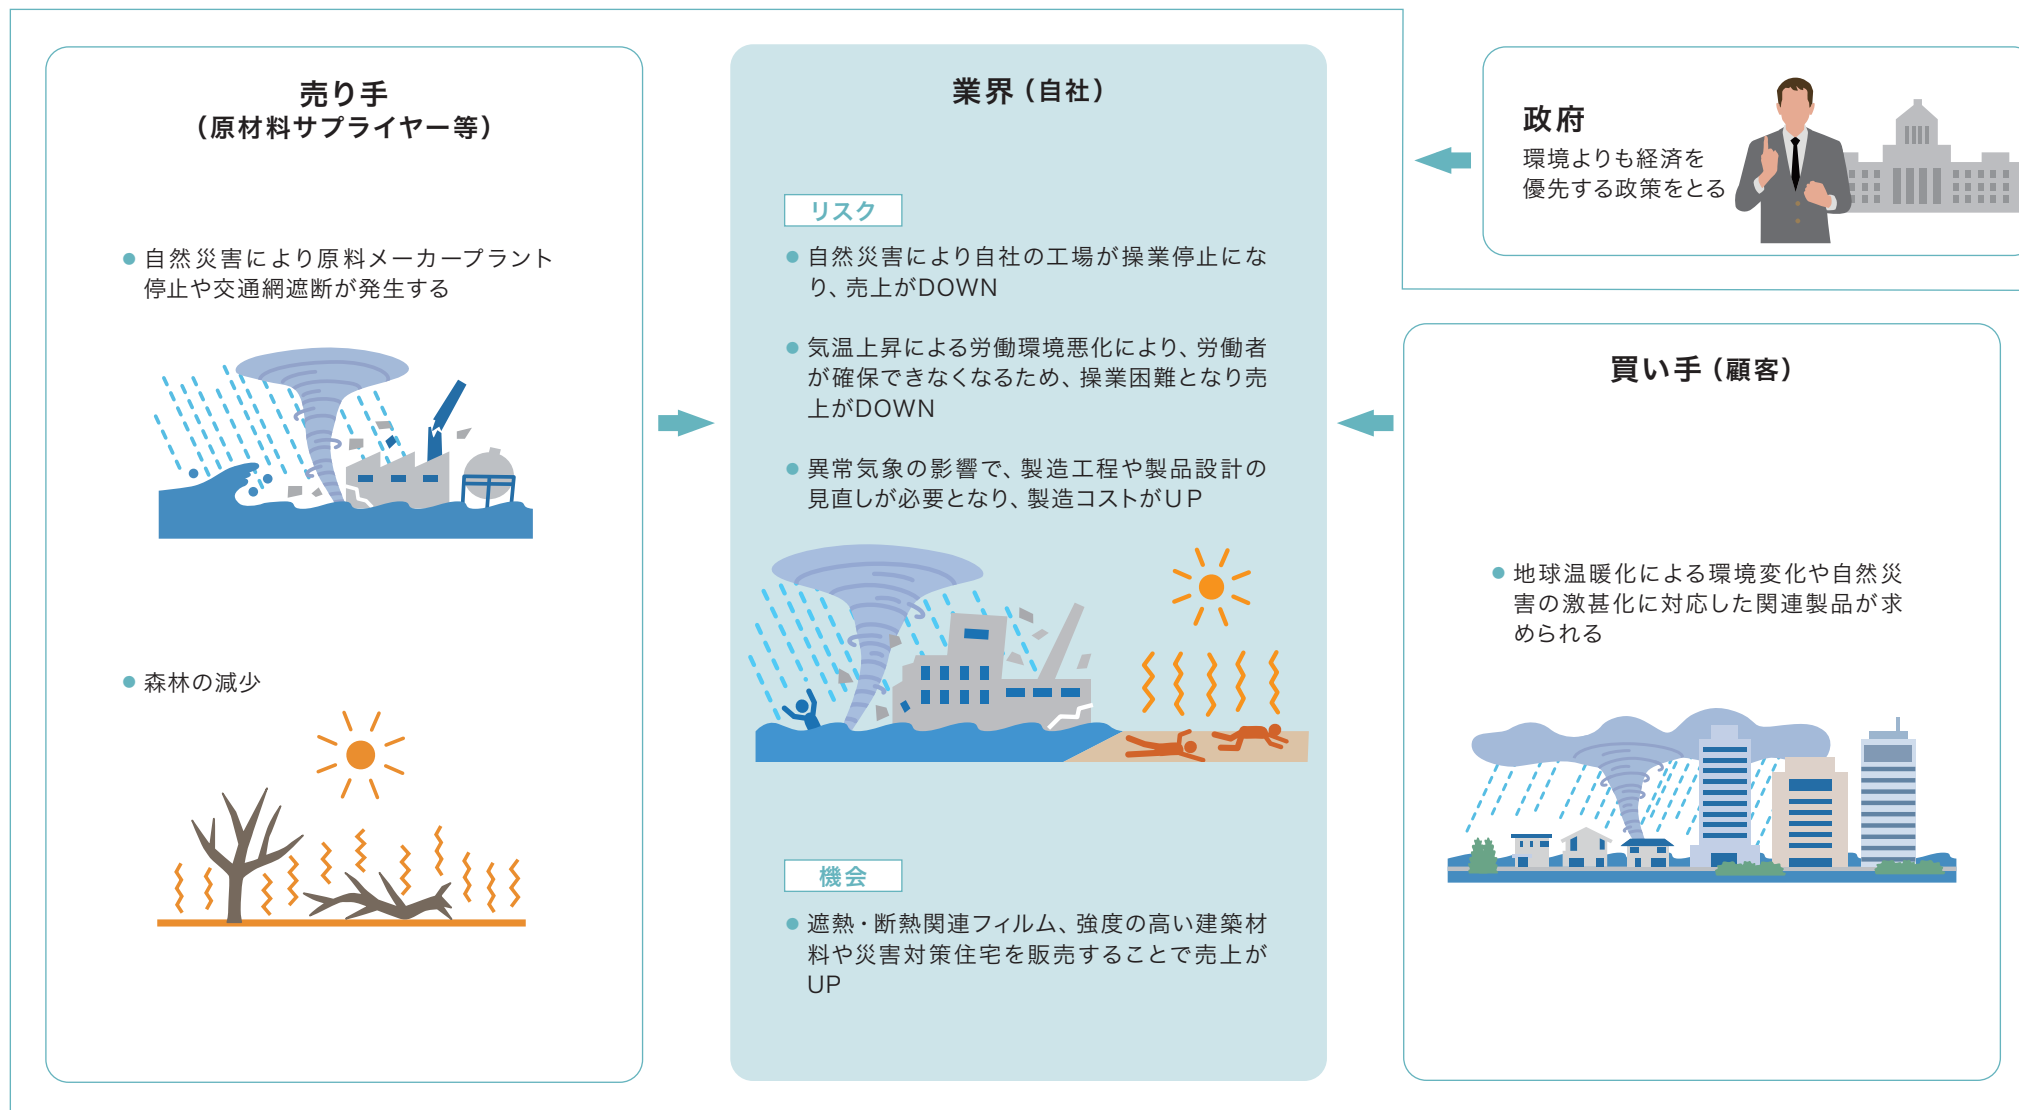 売り手
（原材料サプライヤー等）
● 自然災害により原料メーカープラント
停止や交通網遮断が発生する
● 森林の減少
業界（自社）
リスク
● 自然災害により自社の工場が操業停止にな
り、売上がDOWN
● 気温上昇による労働環境悪化により、労働者
が確保できなくなるため、操業困難となり売
上がDOWN
● 異常気象の影響で、製造工程や製品設計の
見直しが必要となり、製造コストがUP
機会
● 遮熱・断熱関連フィルム、強度の高い建築材
料や災害対策住宅を販売することで売上が
UP
政府
環境よりも経済を
優先する政策をとる
買い手（顧客）
● 地球温暖化による環境変化や自然災
害の激甚化に対応した関連製品が求
められる